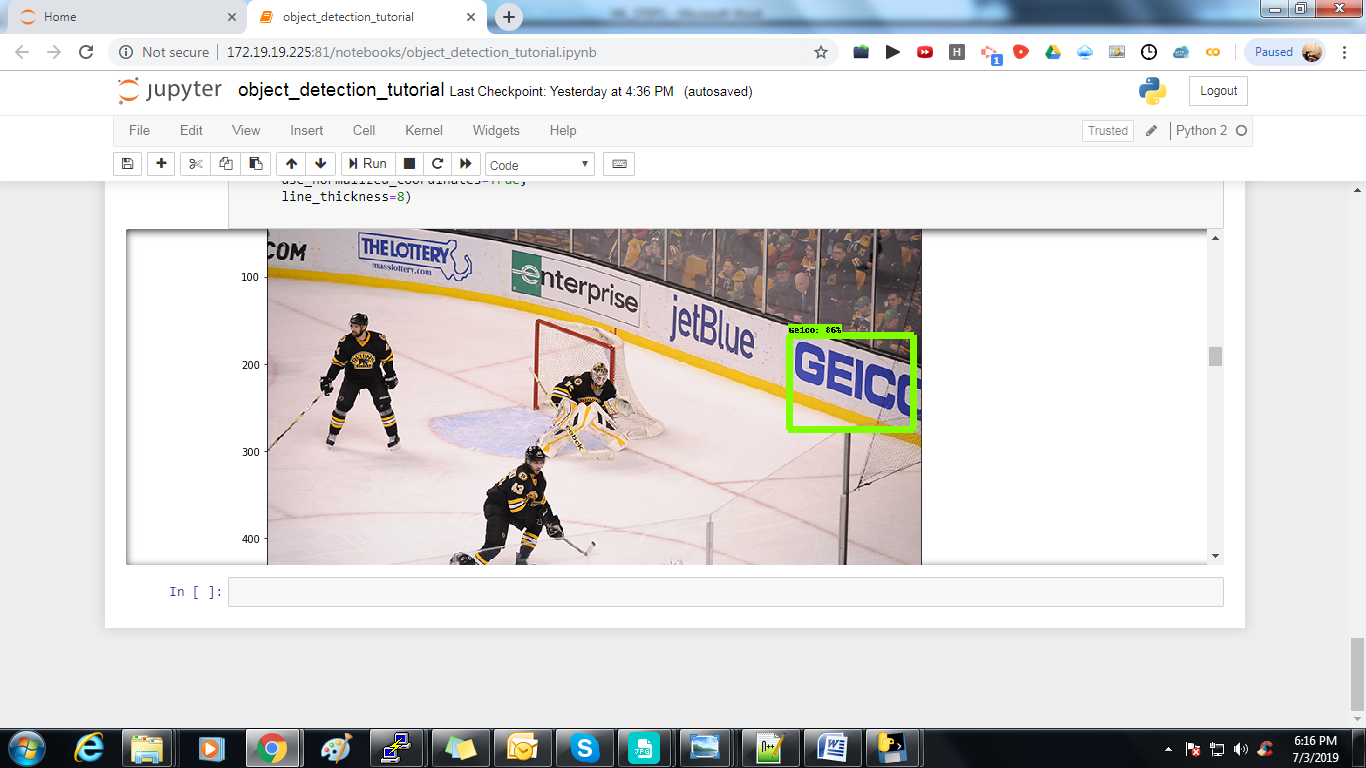 Home
object_detection_tutorial
Not secure
172.19.19.225:81/notebooks/object_detection_tutorial.ipynb
H
1
Paused
jupyter
object_detection_tutorial Last Checkpoint: Yesterday at 4:36 PM (autosaved)
Logout
File Edit View Insert Cell Kernel Widgets Help
Trusted
Python 2
Run
Code
use_normalized_coordinates=True,
line_thickness=8)
100
200
300
400
.COM
THE LOTTERY
masslottery.com
enterprise
jetBlue
Geico: 86%
GEICO
In [ ]:
JPG
6:16 PM
7/3/2019